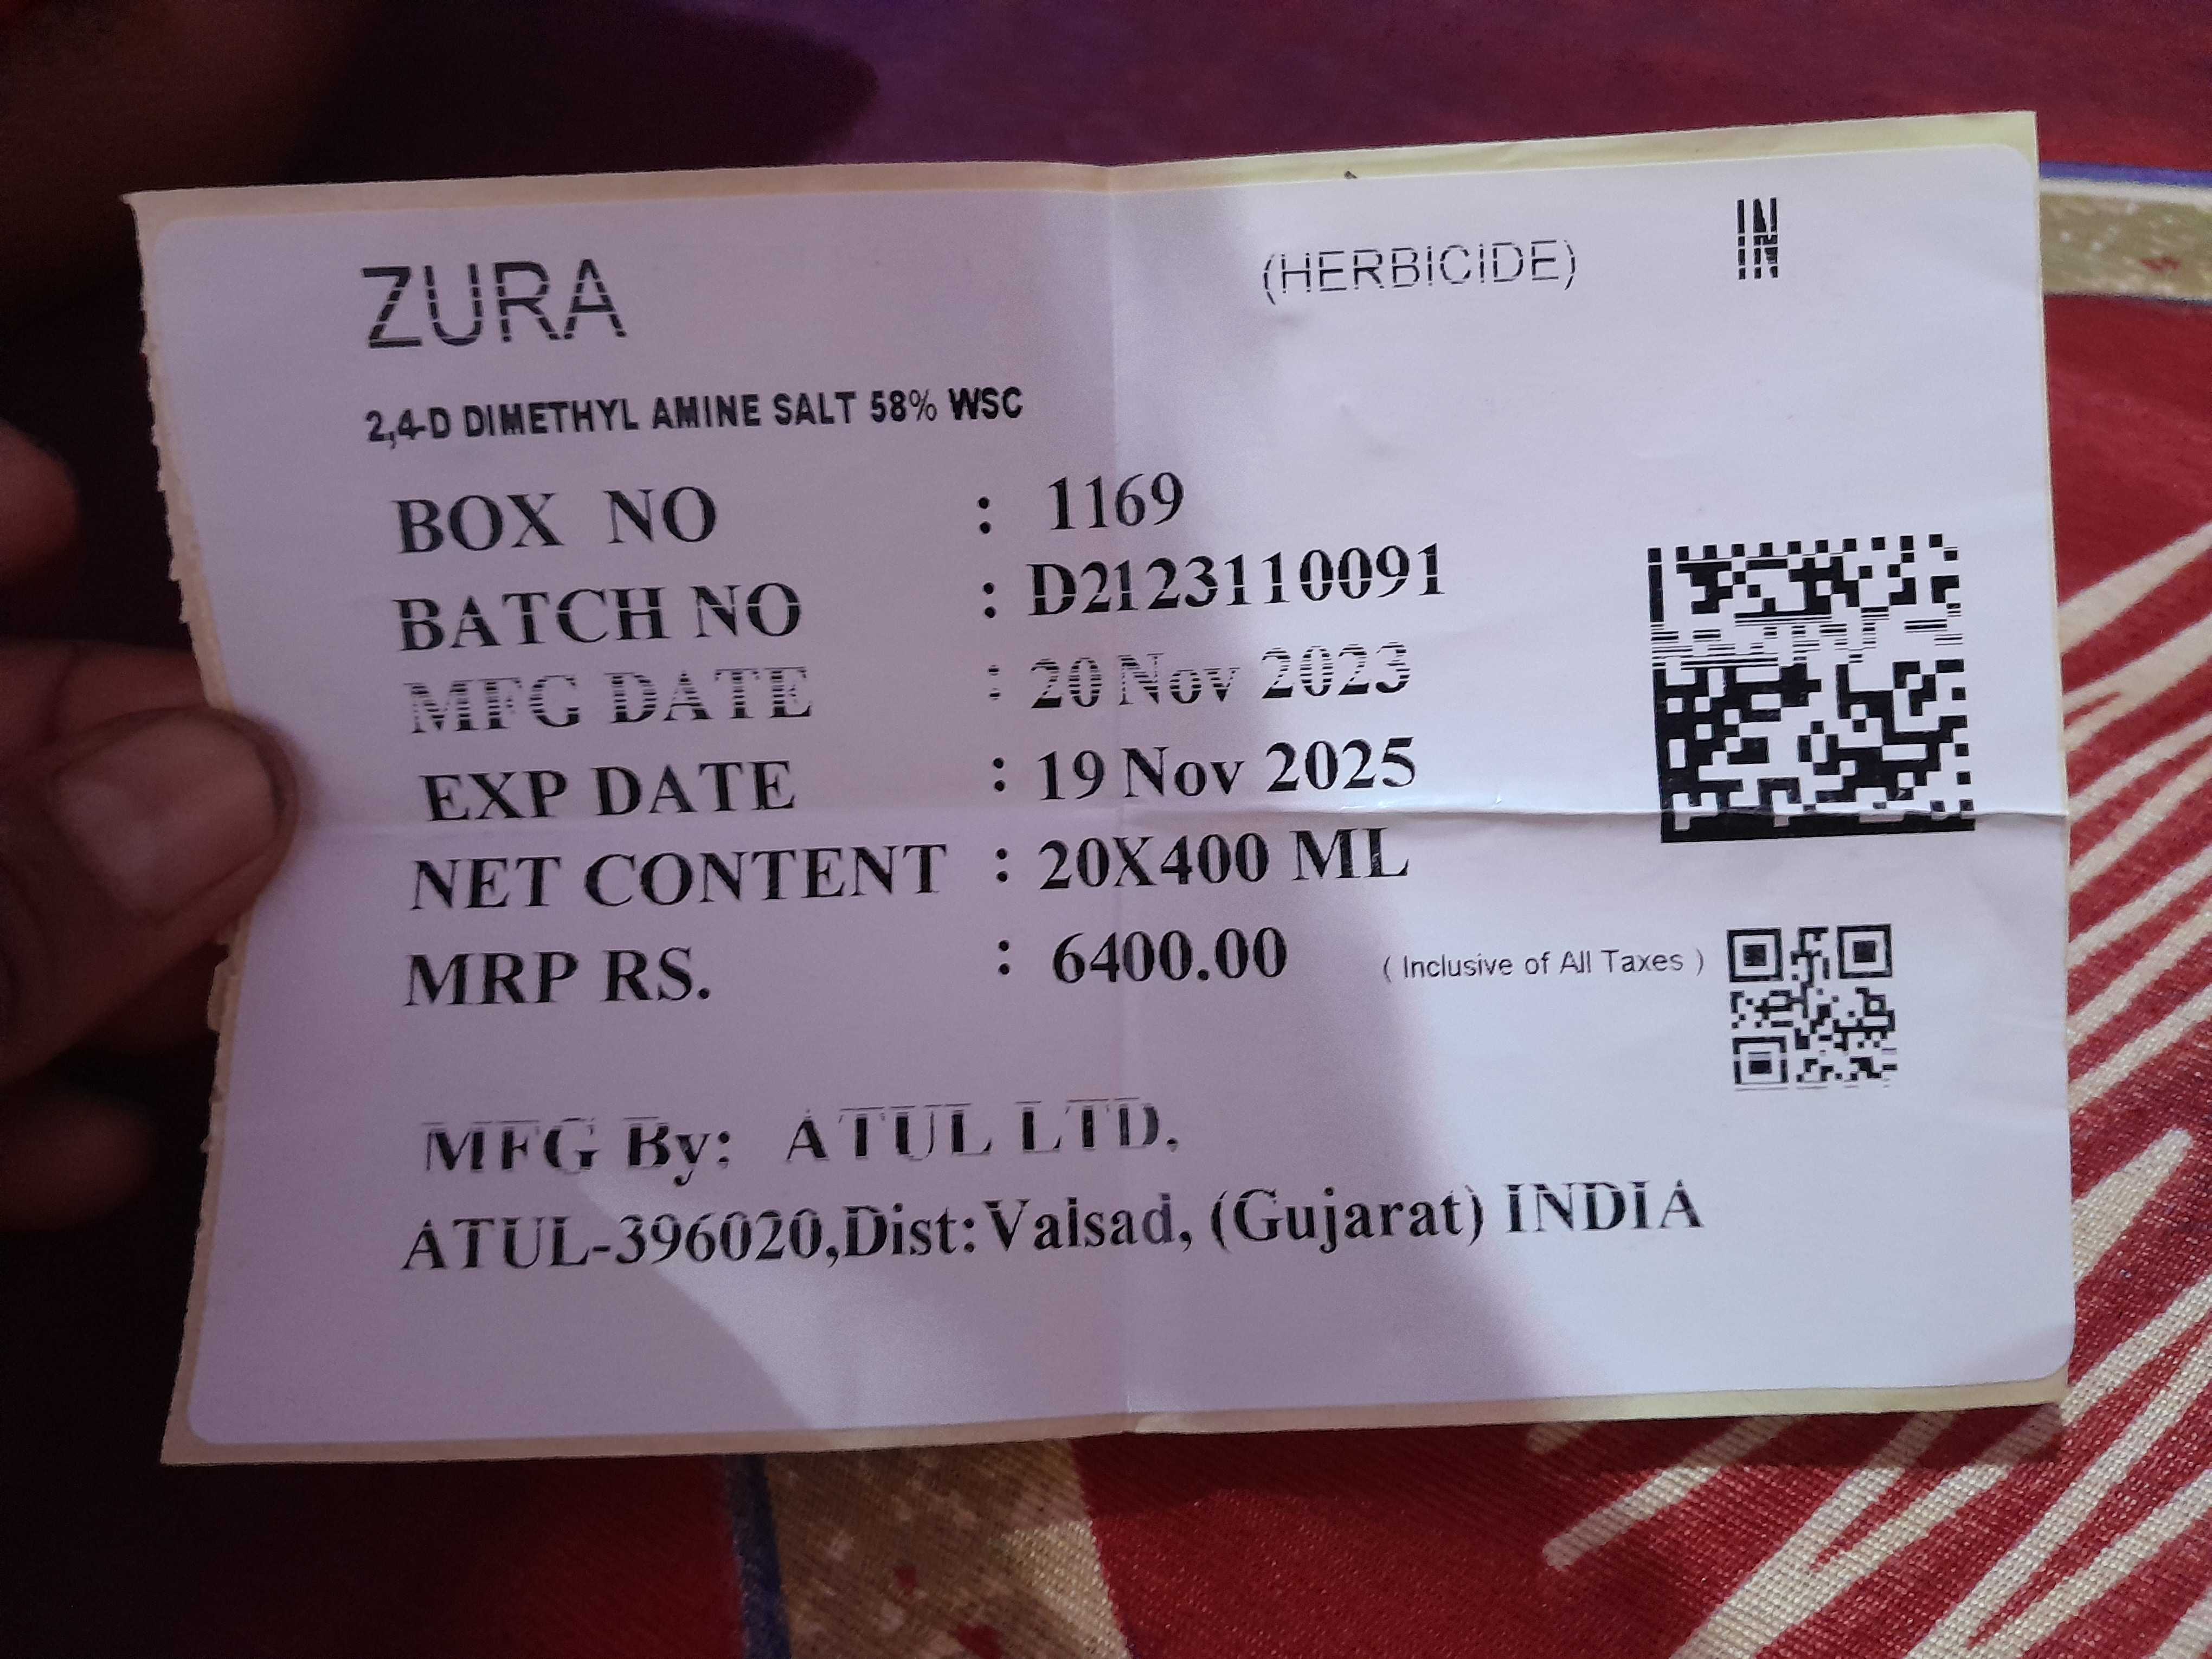 ZURA (HERBICIDE) IN
2,4-D DIMETHYL AMINE SALT 58% WSC
BOX NO : 1169
BATCH NO : D2123110091
MFG DATE : 20 Nov 2023
EXP DATE : 19 Nov 2025
NET CONTENT : 20X400 ML
MRP RS. : 6400.00 ( Inclusive of All Taxes )
MFG By: ATUL LTD,
ATUL-396020,Dist:Valsad, (Gujarat) INDIA